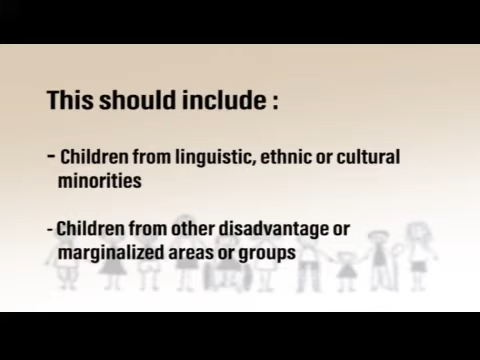 This should include :
- Children from linguistic, ethnic or cultural
minorities
- Children from other disadvantage or
marginalized areas or groups